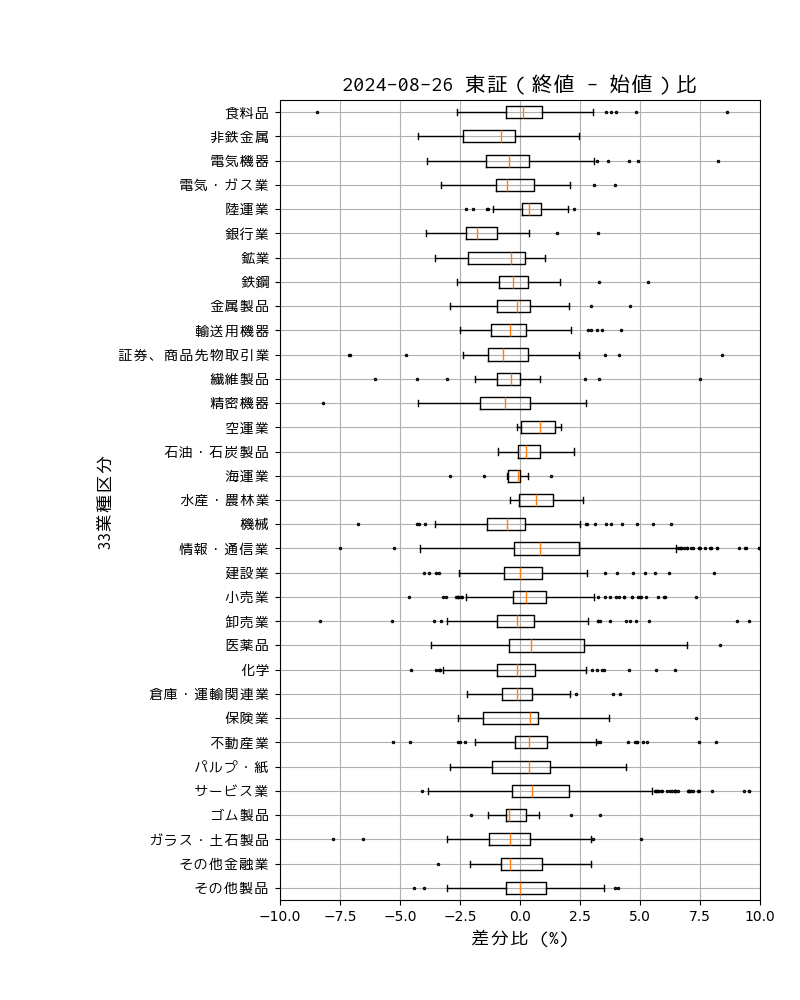 2024-08-26 東証 ( 終値 - 始値 ) 比
食料品
非鉄金属
電気機器
電気・ガス業
陸運業
銀行業
鉱業
鉄鋼
金属製品
輸送用機器
証券、商品先物取引業
繊維製品
精密機器
空運業
石油・石炭製品
海運業
水産・農林業
機械
情報・通信業
建設業
小売業
卸売業
医薬品
化学
倉庫・運輸関連業
保険業
不動産業
パルプ・紙
サービス業
ゴム製品
ガラス・土石製品
その他金融業
その他製品
33業種区分
−10.0 −7.5 −5.0 −2.5 0.0 2.5 5.0 7.5 10.0
差分比 (%)